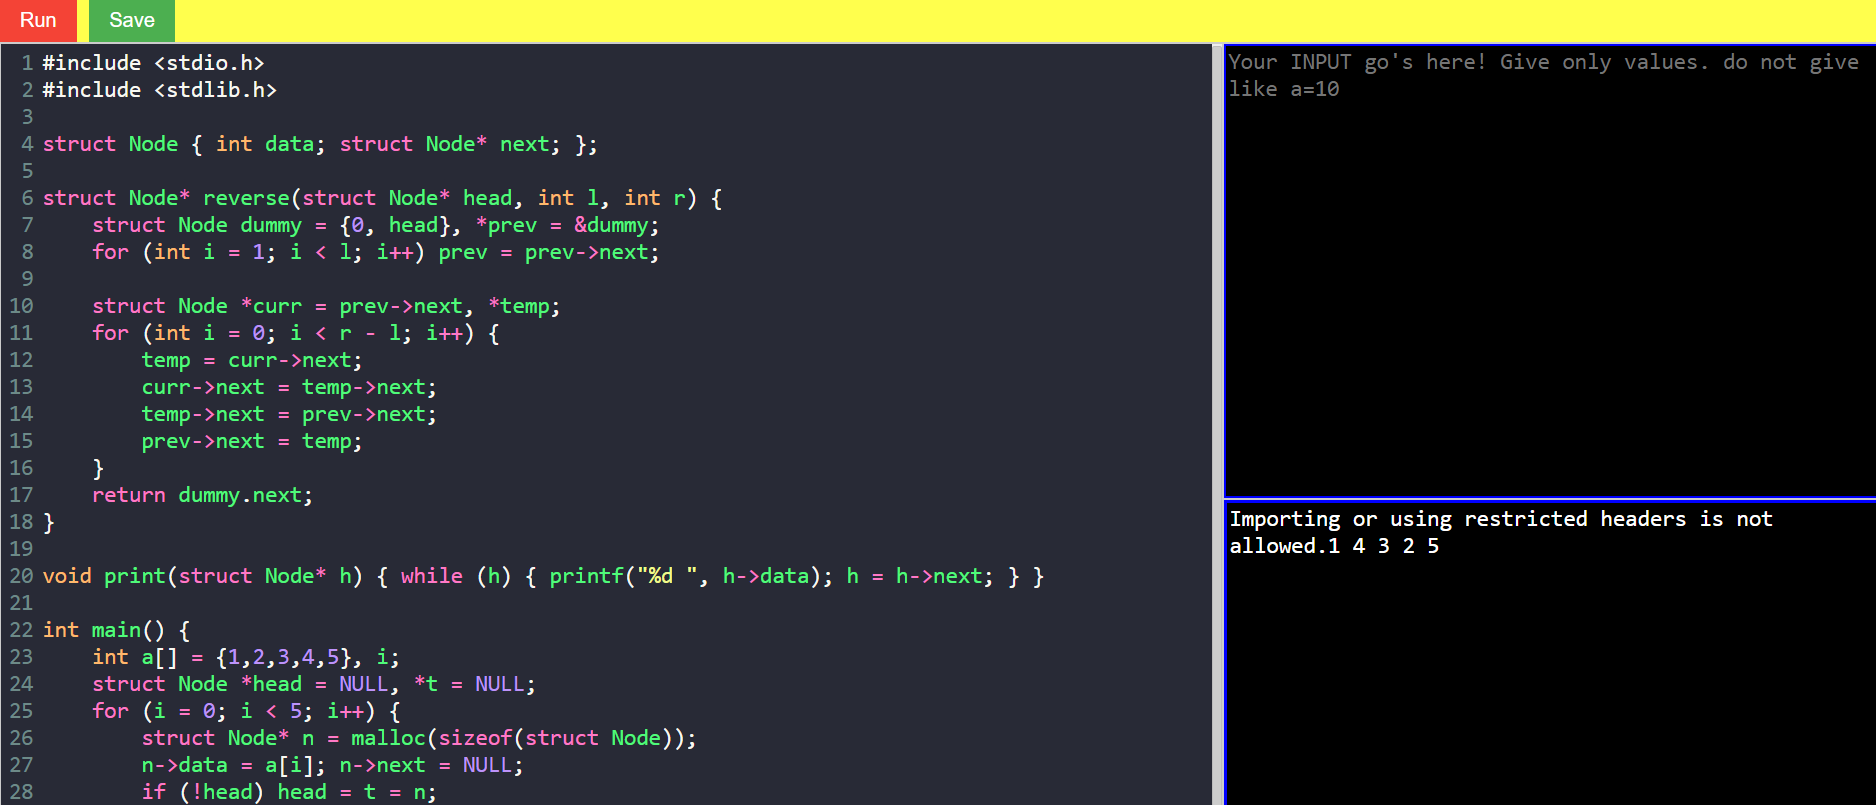 Run Save
1 #include <stdio.h>
2 #include <stdlib.h>
3
4 struct Node { int data; struct Node* next; };
5
6 struct Node* reverse(struct Node* head, int l, int r) {
7     struct Node dummy = {0, head}, *prev = &dummy;
8     for (int i = 1; i < l; i++) prev = prev->next;
9
10     struct Node *curr = prev->next, *temp;
11     for (int i = 0; i < r - l; i++) {
12         temp = curr->next;
13         curr->next = temp->next;
14         temp->next = prev->next;
15         prev->next = temp;
16     }
17     return dummy.next;
18 }
19
20 void print(struct Node* h) { while (h) { printf("%d ", h->data); h = h->next; } }
21
22 int main() {
23     int a[] = {1,2,3,4,5}, i;
24     struct Node *head = NULL, *t = NULL;
25     for (i = 0; i < 5; i++) {
26         struct Node* n = malloc(sizeof(struct Node));
27         n->data = a[i]; n->next = NULL;
28         if (!head) head = t = n;
Your INPUT go's here! Give only values. do not give
like a=10
Importing or using restricted headers is not
allowed.1 4 3 2 5